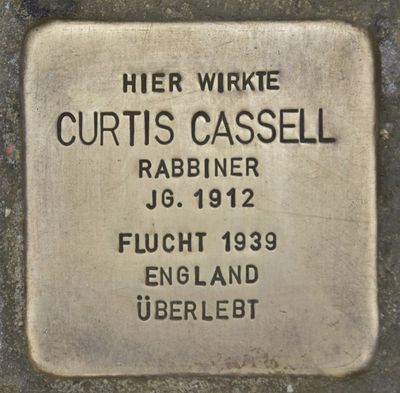 HIER WIRKTE
CURTIS CASSELL
RABBINER
JG. 1912
FLUCHT 1939
ENGLAND
ÜBERLEBT